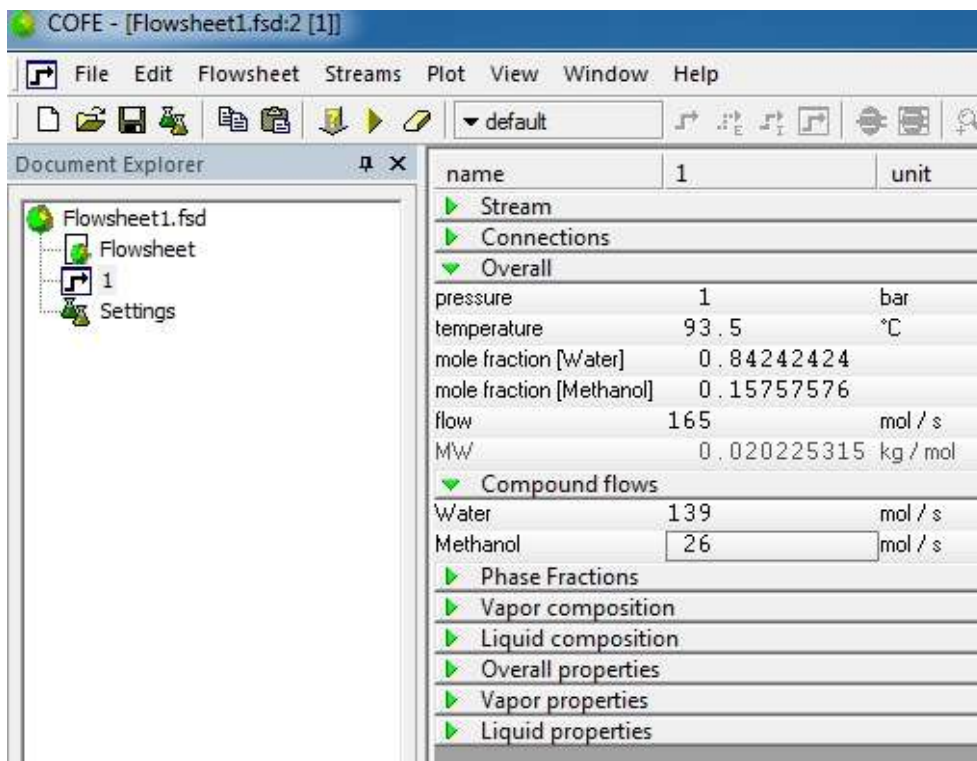 COFE - [Flowsheet1.fsd:2 [1]]
File Edit Flowsheet Streams Plot View Window Help
default
Document Explorer
Flowsheet1.fsd
Flowsheet
1
Settings
name 1 unit
Stream
Connections
Overall
pressure 1 bar
temperature 93.5 °C
mole fraction [Water] 0.84242424
mole fraction [Methanol] 0.15757576
flow 165 mol / s
MW 0.020225315 kg / mol
Compound flows
Water 139 mol / s
Methanol 26 mol / s
Phase Fractions
Vapor composition
Liquid composition
Overall properties
Vapor properties
Liquid properties